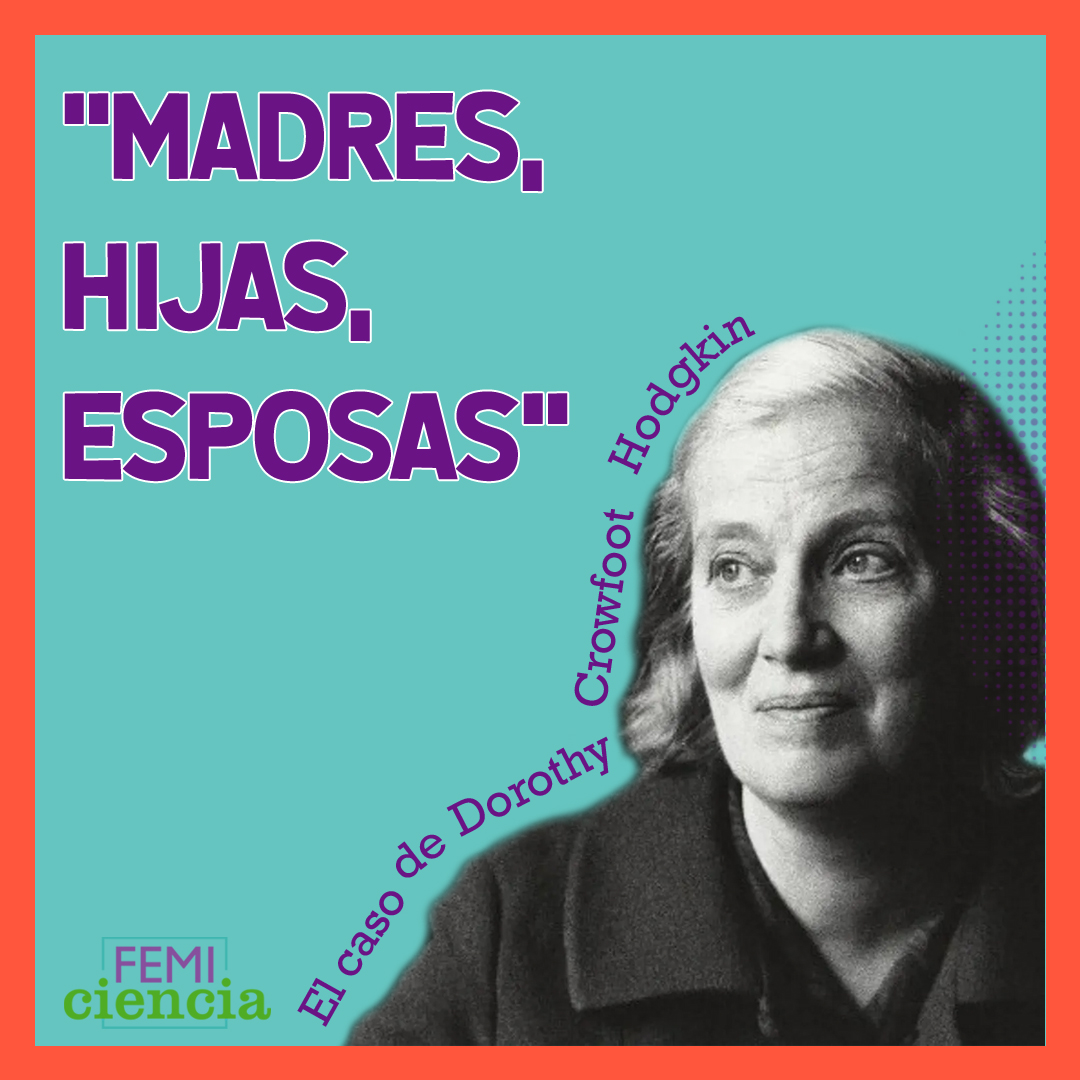 "MADRES,
HIJAS,
ESPOSAS"
El caso de Dorothy Crowfoot Hodgkin
FEMI
ciencia